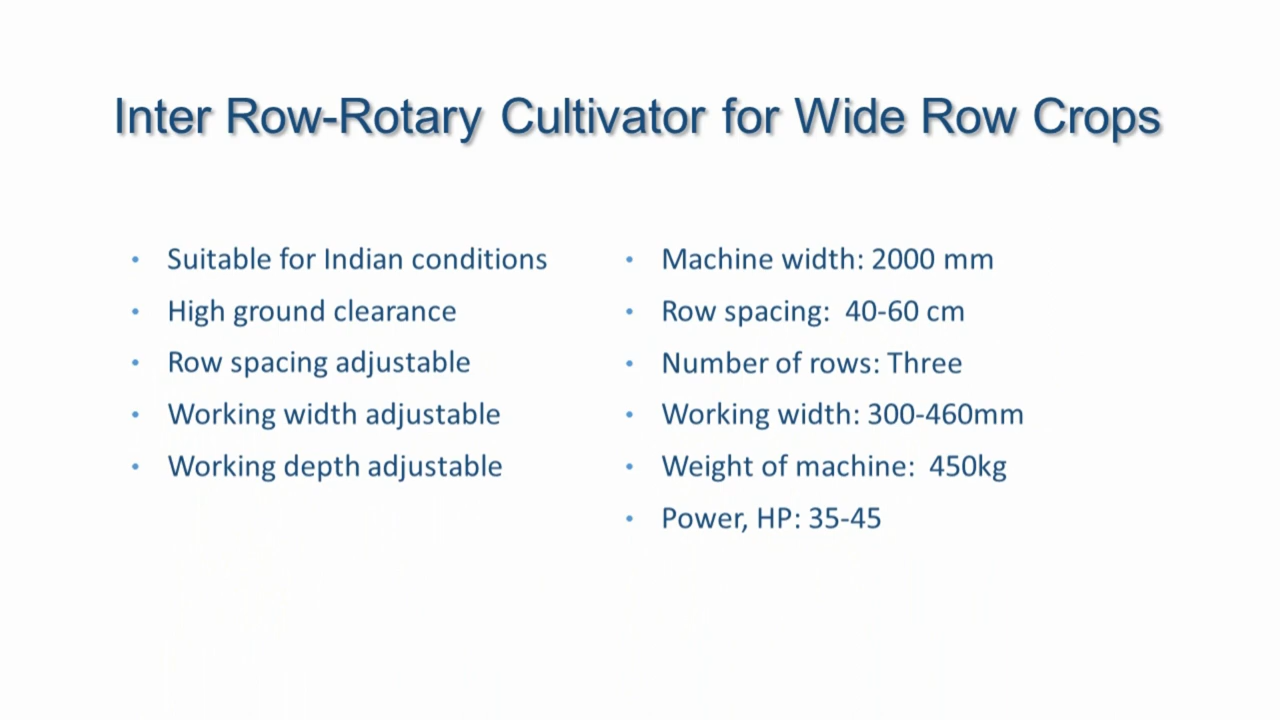 Inter Row-Rotary Cultivator for Wide Row Crops
• Suitable for Indian conditions
• High ground clearance
• Row spacing adjustable
• Working width adjustable
• Working depth adjustable
• Machine width: 2000 mm
• Row spacing:  40-60 cm
• Number of rows: Three
• Working width: 300-460mm
• Weight of machine:  450kg
• Power, HP: 35-45